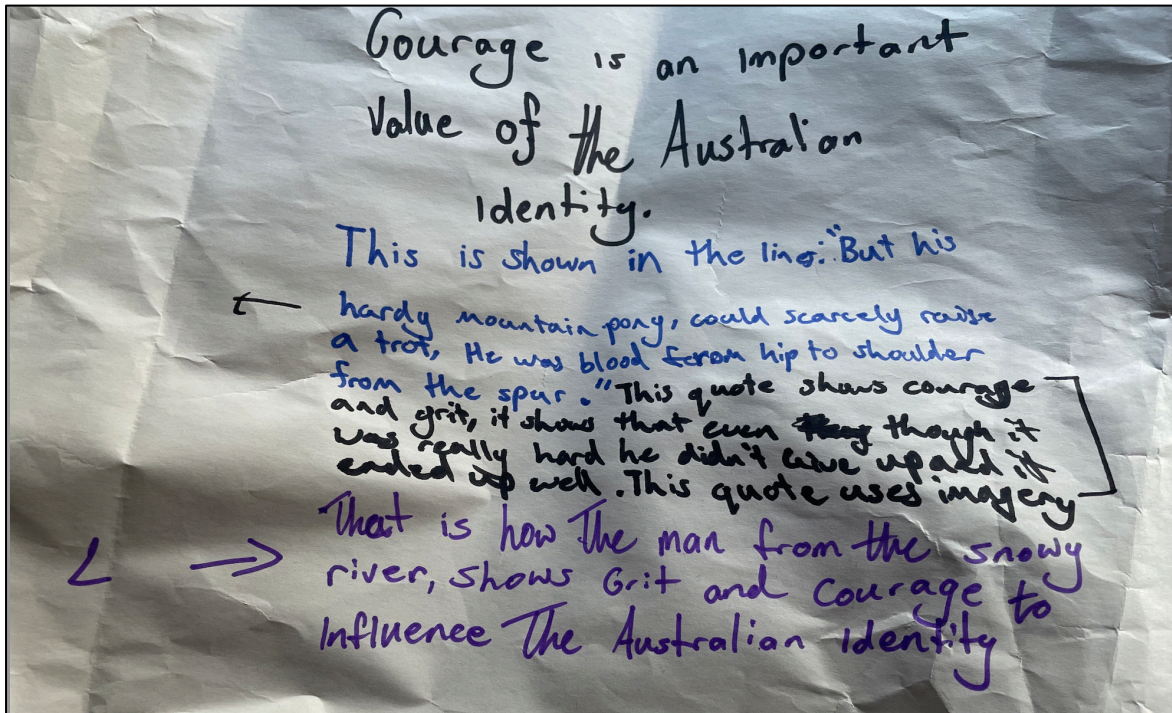 Courage is an important
Value of the Australian
Identity.
This is shown in the line: "But his
hardy mountain pony, could scarcely raise
a trot, He was blood from hip to shoulder
from the spur." This quote shows courage
and grit, it shows that even though it
was really hard he didn't give up and it
ended up well. This quote uses imagery
That is how The man from the snowy
river, shows Grit and Courage to
Influence The Australian Identity
L